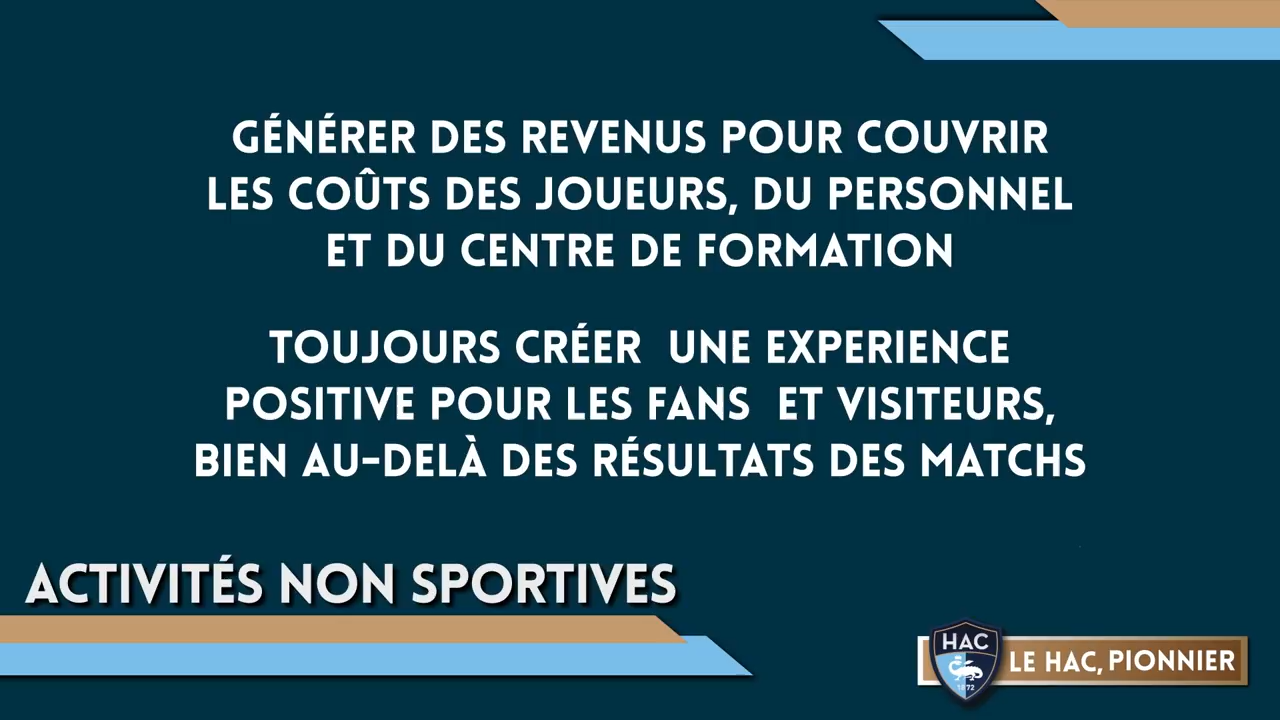 GÉNÉRER DES REVENUS POUR COUVRIR
LES COÛTS DES JOUEURS, DU PERSONNEL
ET DU CENTRE DE FORMATION
TOUJOURS CRÉER UNE EXPERIENCE
POSITIVE POUR LES FANS ET VISITEURS,
BIEN AU-DELÀ DES RÉSULTATS DES MATCHS
ACTIVITÉS NON SPORTIVES
HAC
1872
LE HAC, PIONNIER